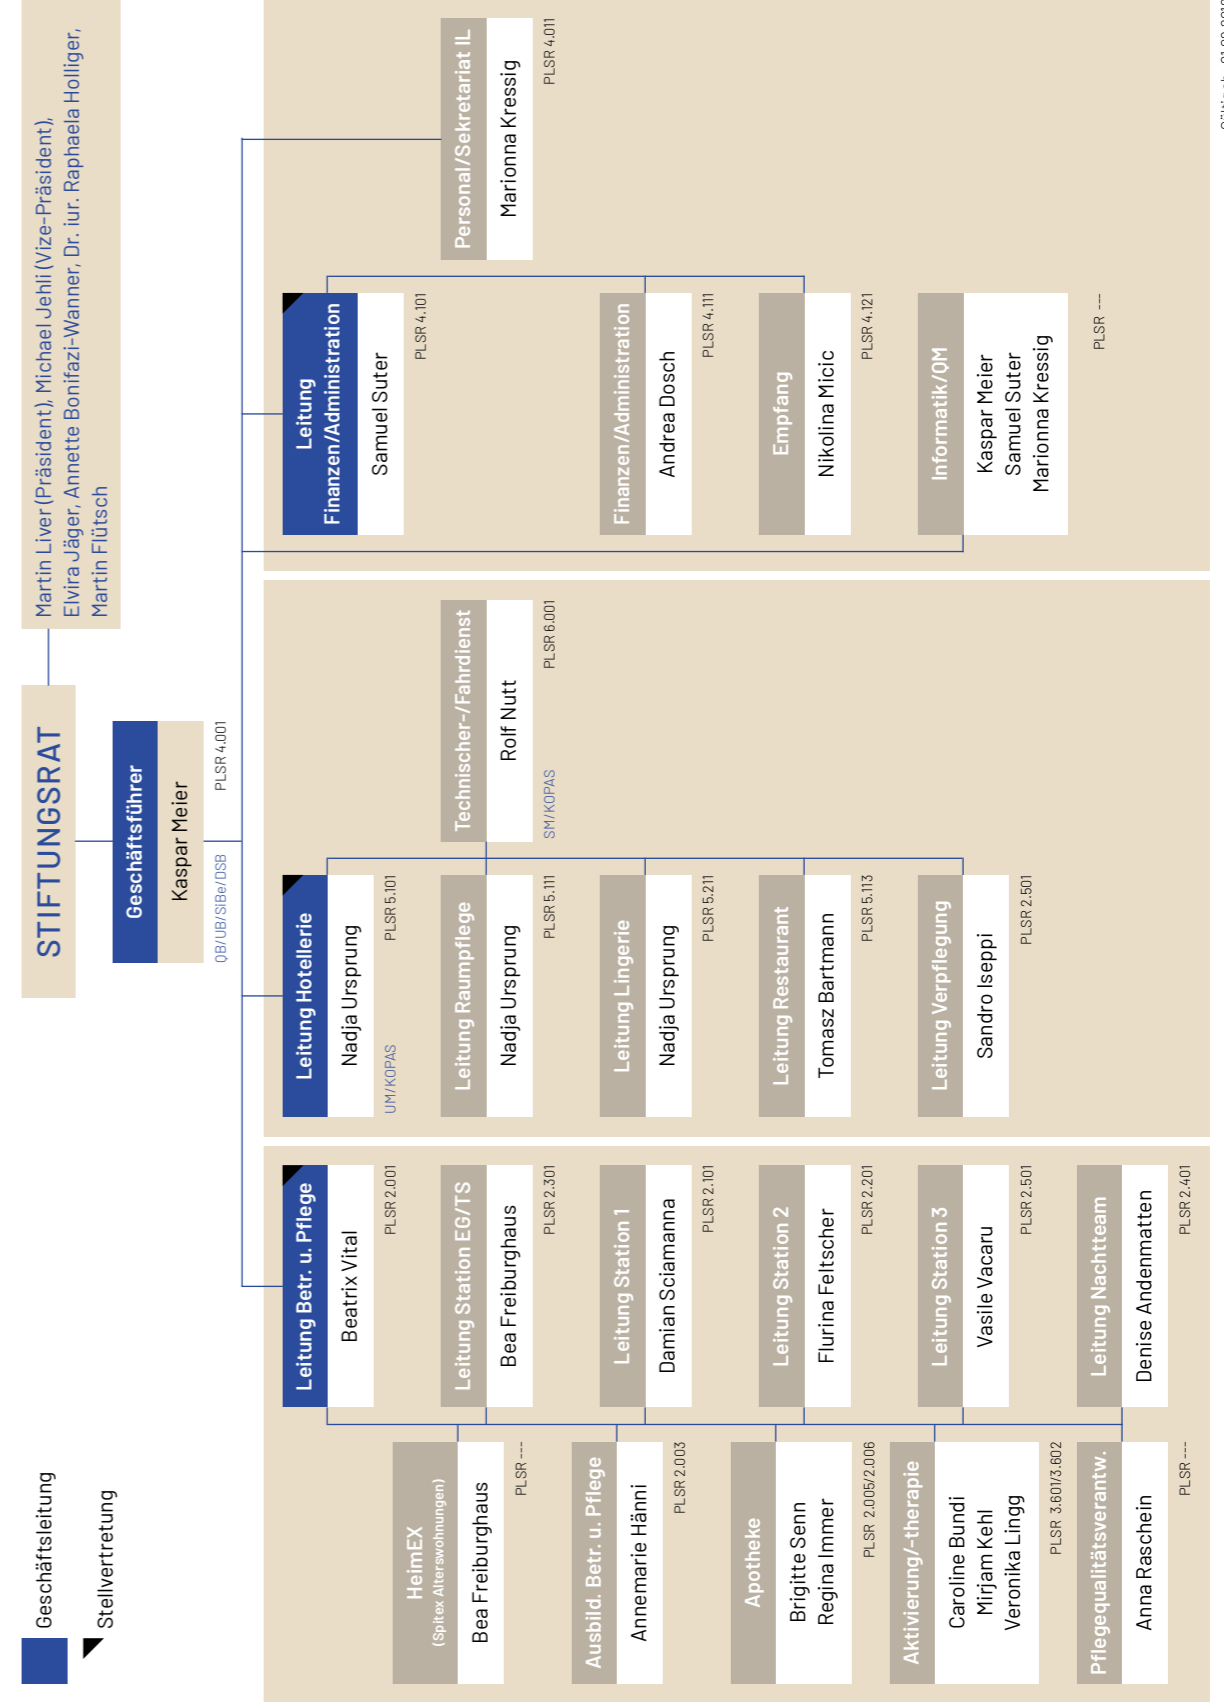 Geschäftsleitung
Stellvertretung
STIFTUNGSRAT
Martin Liver (Präsident), Michael Jehli (Vize-Präsident),
Elvira Jäger, Annette Bonifazi-Wanner, Dr. iur. Raphaela Holliger,
Martin Flütsch
Geschäftsführer
Kaspar Meier
QB/UB/SiBe/DSB
PLSR 4.001
Leitung Betr. u. Pflege
Beatrix Vital
PLSR 2.001
HeimEX
(Spitex Alterswohnungen)
Bea Freiburghaus
PLSR ---
Leitung Station EG/TS
Bea Freiburghaus
PLSR 2.301
Ausbild. Betr. u. Pflege
Annemarie Hänni
PLSR 2.003
Leitung Station 1
Damian Sciamanna
PLSR 2.101
Apotheke
Brigitte Senn
Regina Immer
PLSR 2.005/2.006
Leitung Station 2
Flurina Feltscher
PLSR 2.201
Aktivierung/-therapie
Caroline Bundi
Mirjam Kehl
Veronika Lingg
PLSR 3.601/3.602
Leitung Station 3
Vasile Vacaru
PLSR 2.501
Pflegequalitätsverantw.
Anna Raschein
PLSR ---
Leitung Nachtteam
Denise Andenmatten
PLSR 2.401
Leitung Hotellerie
Nadja Ursprung
UM/KOPAS
PLSR 5.101
Leitung Raumpflege
Nadja Ursprung
PLSR 5.111
Technischer-/Fahrdienst
Rolf Nutt
SM/KOPAS
PLSR 6.001
Leitung Lingerie
Nadja Ursprung
PLSR 5.211
Leitung Restaurant
Tomasz Bartmann
PLSR 5.113
Leitung Verpflegung
Sandro Iseppi
PLSR 2.501
Leitung
Finanzen/Administration
Samuel Suter
PLSR 4.101
Personal/Sekretariat IL
Marionna Kressig
PLSR 4.011
Finanzen/Administration
Andrea Dosch
PLSR 4.111
Empfang
Nikolina Micic
PLSR 4.121
Informatik/QM
Kaspar Meier
Samuel Suter
Marionna Kressig
PLSR ---